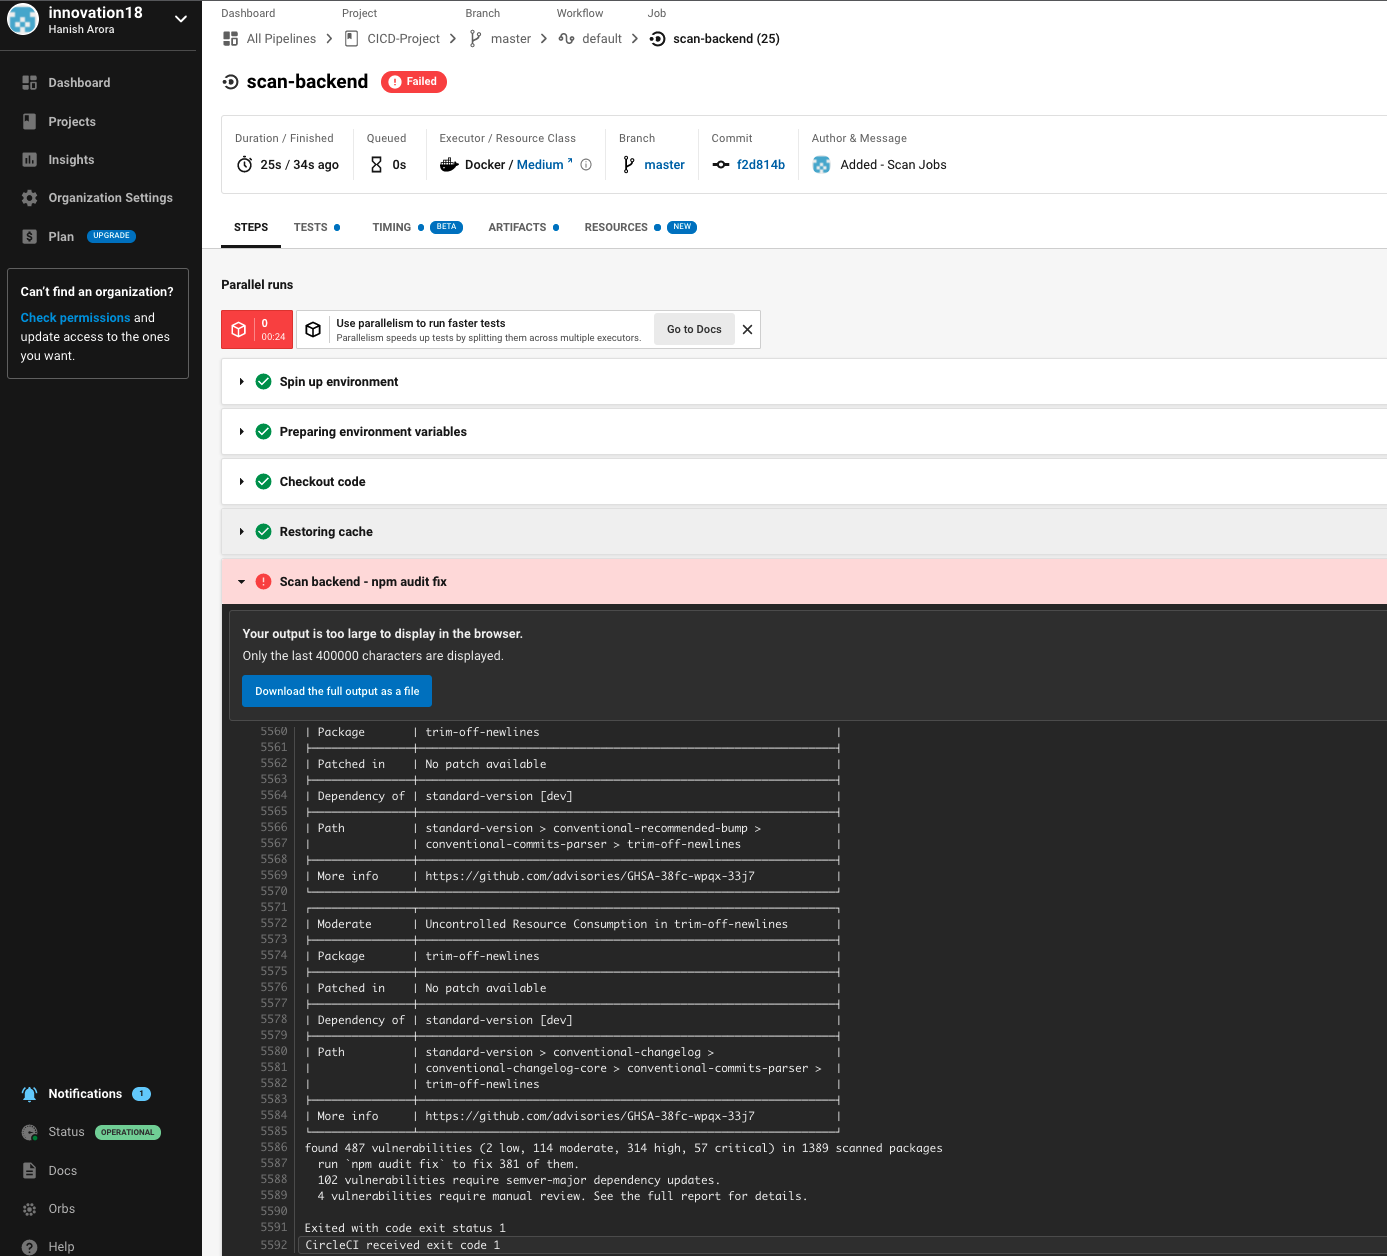 innovation18
Hanish Arora
Dashboard
Projects
Insights
Organization Settings
Plan UPGRADE
Can't find an organization?
Check permissions and
update access to the ones
you want.
Notifications 1
Status OPERATIONAL
Docs
Orbs
Help
Dashboard Project Branch Workflow Job
All Pipelines CICD-Project master default scan-backend (25)
scan-backend Failed
Duration / Finished Queued Executor / Resource Class Branch Commit Author & Message
25s / 34s ago 0s Docker / Medium master f2d814b Added - Scan Jobs
STEPS TESTS TIMING BETA ARTIFACTS RESOURCES NEW
Parallel runs
0
00:24
Use parallelism to run faster tests
Parallelism speeds up tests by splitting them across multiple executors.
Go to Docs
Spin up environment
Preparing environment variables
Checkout code
Restoring cache
Scan backend - npm audit fix
Your output is too large to display in the browser.
Only the last 400000 characters are displayed.
Download the full output as a file
5560 | Package | trim-off-newlines |
5561
5562 | Patched in | No patch available |
5563
5564 | Dependency of | standard-version [dev] |
5565
5566 | Path | standard-version > conventional-recommended-bump > |
5567 | | conventional-commits-parser > trim-off-newlines |
5568
5569 | More info | https://github.com/advisories/GHSA-38fc-wpqx-33j7 |
5570
5571
5572 | Moderate | Uncontrolled Resource Consumption in trim-off-newlines |
5573
5574 | Package | trim-off-newlines |
5575
5576 | Patched in | No patch available |
5577
5578 | Dependency of | standard-version [dev] |
5579
5580 | Path | standard-version > conventional-changelog > |
5581 | | conventional-changelog-core > conventional-commits-parser > |
5582 | | trim-off-newlines |
5583
5584 | More info | https://github.com/advisories/GHSA-38fc-wpqx-33j7 |
5585
5586 found 487 vulnerabilities (2 low, 114 moderate, 314 high, 57 critical) in 1389 scanned packages
5587 run `npm audit fix` to fix 381 of them.
5588 102 vulnerabilities require semver-major dependency updates.
5589 4 vulnerabilities require manual review. See the full report for details.
5590
5591 Exited with code exit status 1
5592 CircleCI received exit code 1